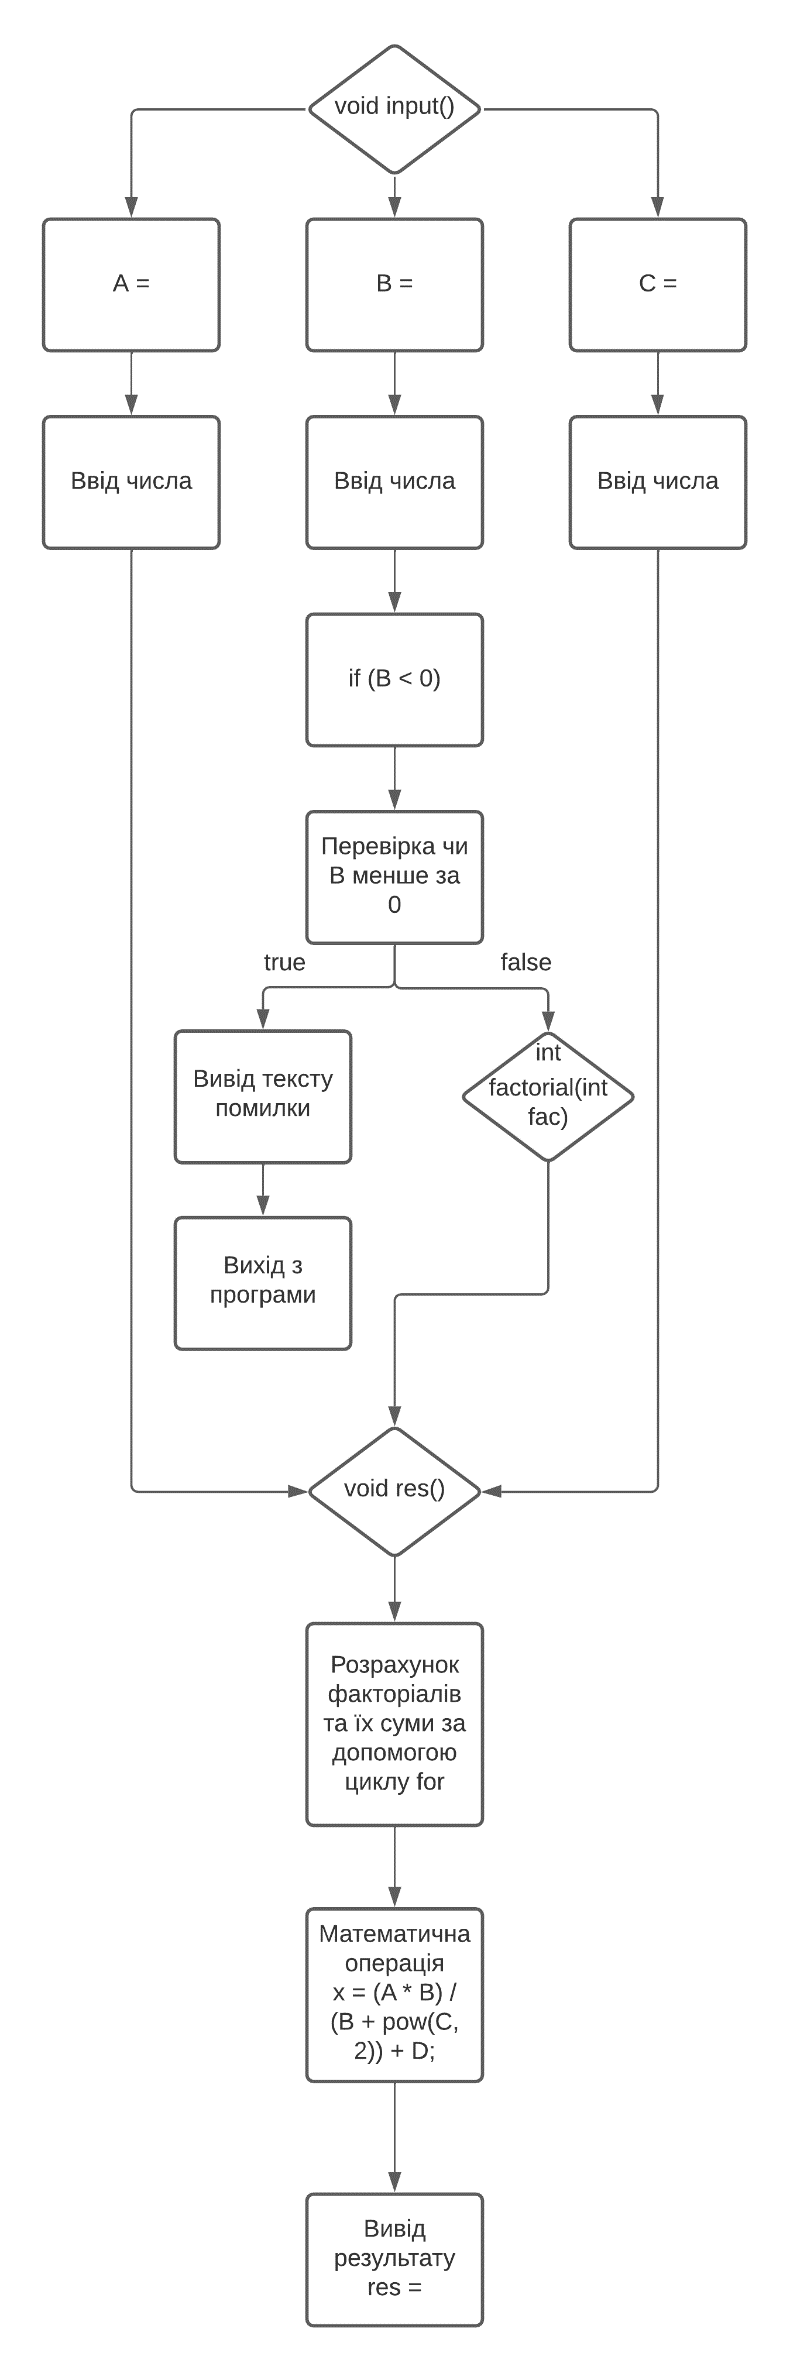 void input()
A =
B =
C =
Ввід числа
Ввід числа
Ввід числа
if (B < 0)
Перевірка чи
В менше за
0
true
false
Вивід тексту
помилки
int
factorial(int
fac)
Вихід з
програми
void res()
Розрахунок
факторіалів
та їх суми за
допомогою
циклу for
Математична
операція
x = (A * B) /
(B + pow(C,
2)) + D;
Вивід
результату
res =